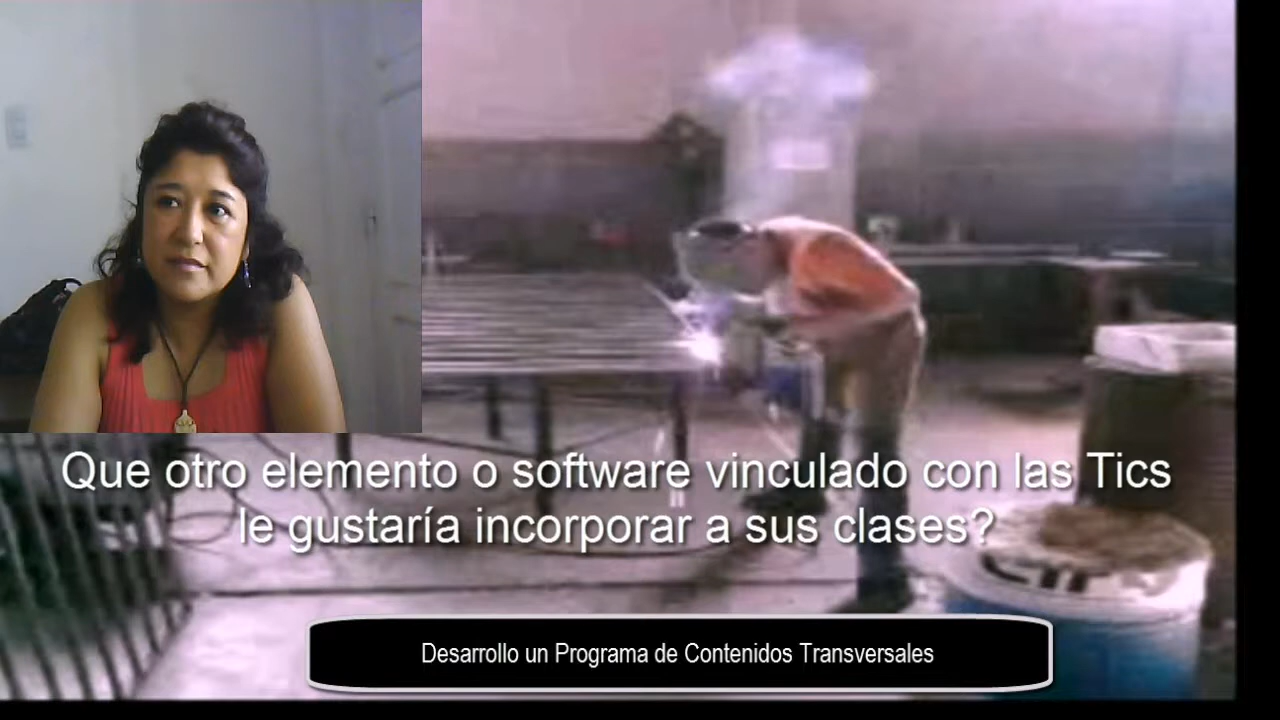 Que otro elemento o software vinculado con las Tics
le gustaría incorporar a sus clases?
Desarrollo un Programa de Contenidos Transversales